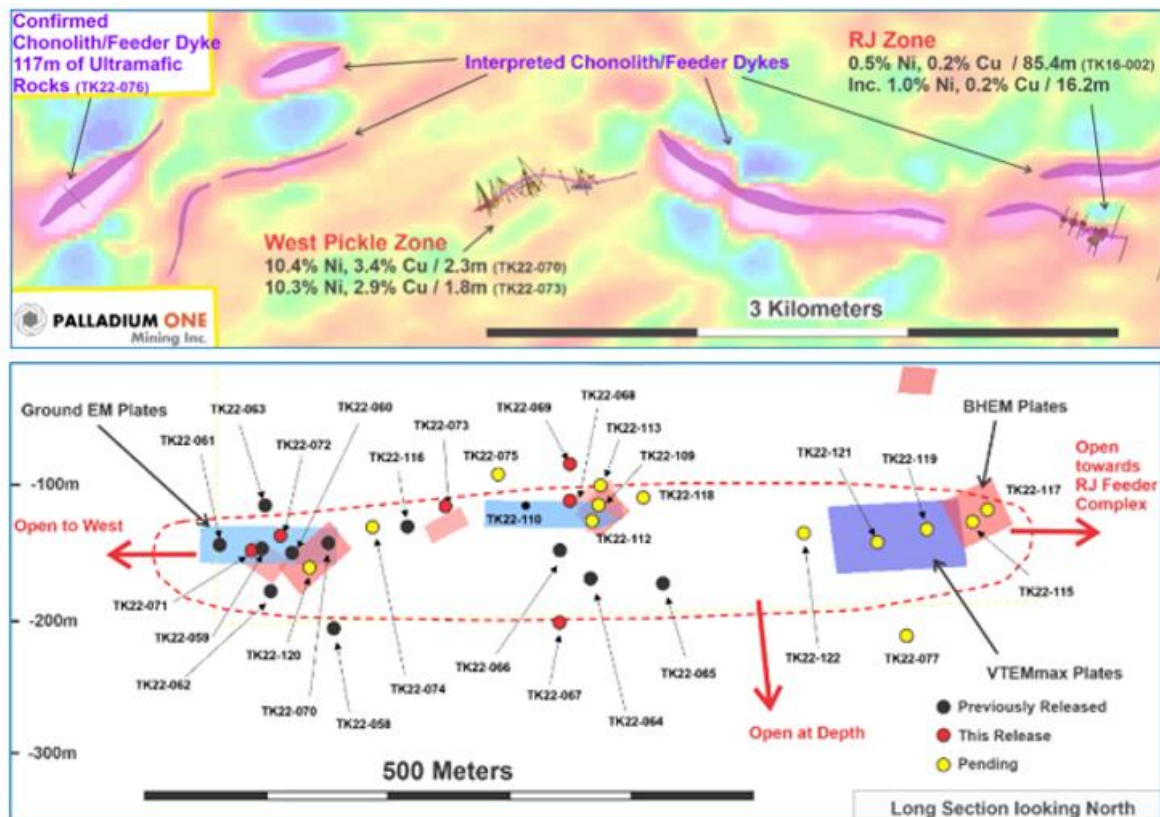 Confirmed
Chonolith/Feeder Dyke
117m of Ultramafic
Rocks (TK22-076)
Interpreted Chonolith/Feeder Dykes
RJ Zone
0.5% Ni, 0.2% Cu / 85.4m (TK16-002)
Inc. 1.0% Ni, 0.2% Cu / 16.2m
West Pickle Zone
10.4% Ni, 3.4% Cu / 2.3m (TK22-070)
10.3% Ni, 2.9% Cu / 1.8m (TK22-073)
3 Kilometers
PALLADIUM ONE
Mining Inc.
Ground EM Plates
TK22-063
TK22-060
TK22-061
TK22-072
TK22-073
TK22-116
TK22-075
TK22-069
TK22-068
TK22-113
TK22-109
TK22-118
TK22-110
TK22-112
TK22-121
TK22-119
BHEM Plates
TK22-117
Open
towards
RJ Feeder
Complex
-100m
Open to West
TK22-071
TK22-059
TK22-062
TK22-120
TK22-070
TK22-058
TK22-074
TK22-066
TK22-067
TK22-064
TK22-065
TK22-122
TK22-077
TK22-115
VTEMmax Plates
-200m
Open at Depth
Previously Released
This Release
Pending
-300m
500 Meters
Long Section looking North